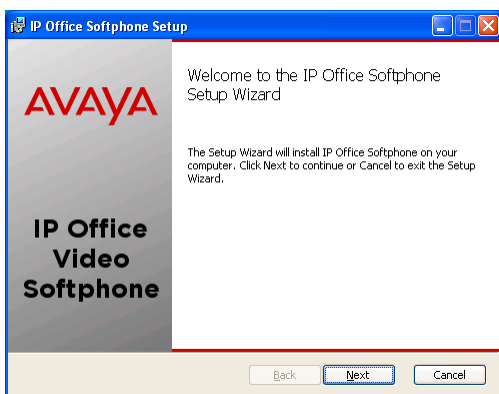 IP Office Softphone Setup
AVAYA
IP Office
Video
Softphone
Welcome to the IP Office Softphone
Setup Wizard
The Setup Wizard will install IP Office Softphone on your
computer. Click Next to continue or Cancel to exit the Setup
Wizard.
Back
Next
Cancel